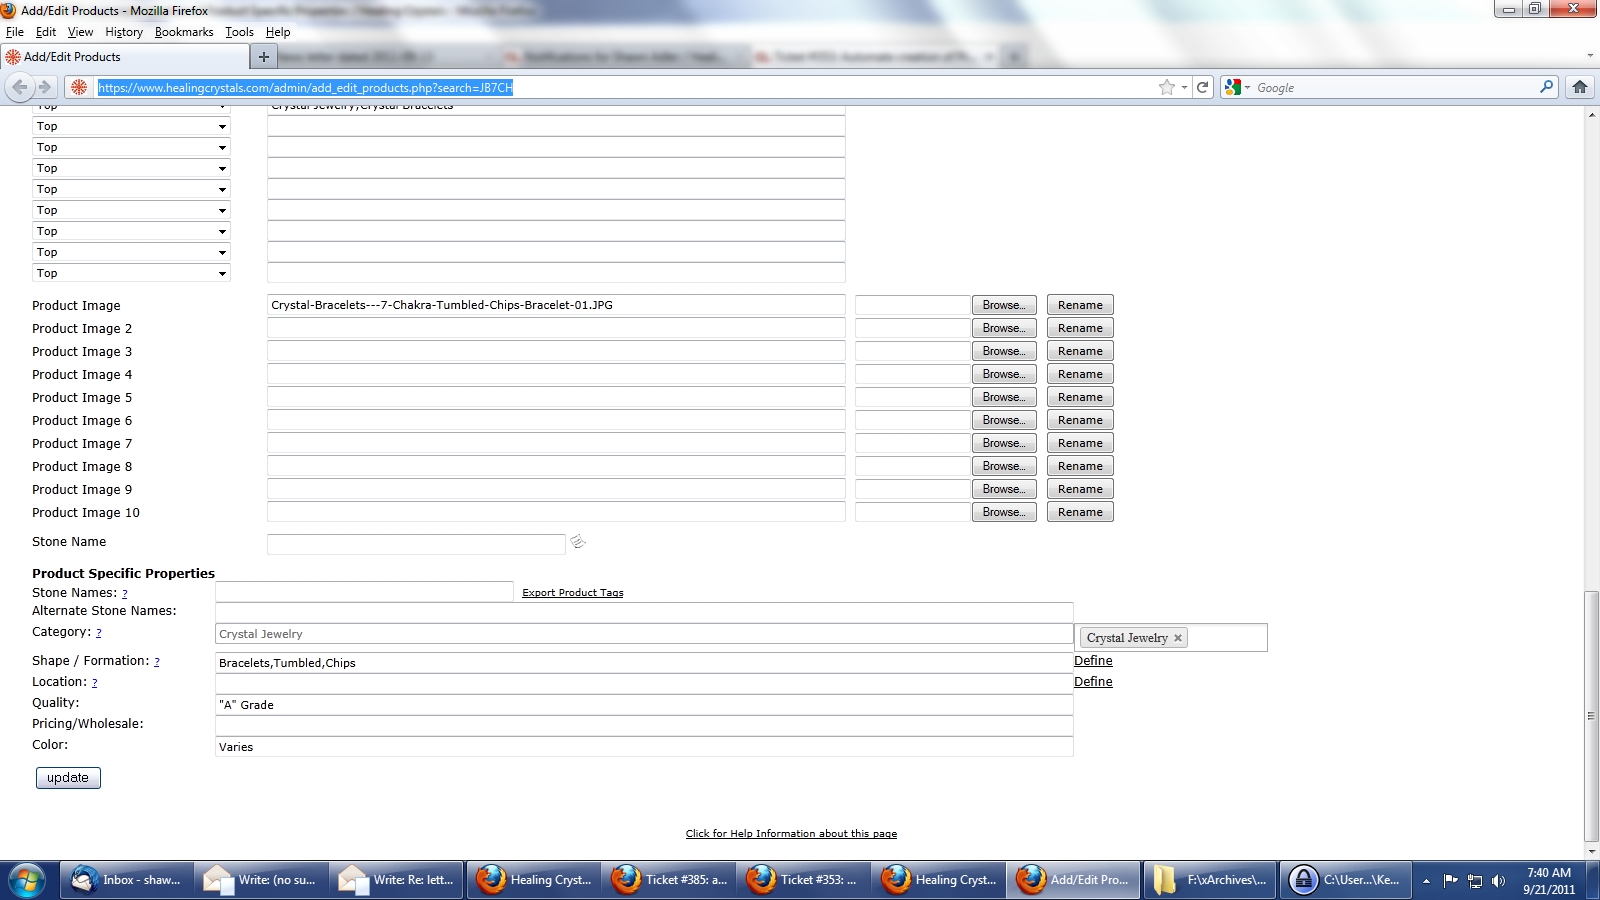 Add/Edit Products - Mozilla Firefox
File Edit View History Bookmarks Tools Help
Add/Edit Products
https://www.healingcrystals.com/admin/add_edit_products.php?search=JB7CH
Google
Top Crystal Jewelry,Crystal Bracelets
Top
Top
Top
Top
Top
Top
Top
Top
Product Image Crystal-Bracelets---7-Chakra-Tumbled-Chips-Bracelet-01.JPG Browse... Rename
Product Image 2 Browse... Rename
Product Image 3 Browse... Rename
Product Image 4 Browse... Rename
Product Image 5 Browse... Rename
Product Image 6 Browse... Rename
Product Image 7 Browse... Rename
Product Image 8 Browse... Rename
Product Image 9 Browse... Rename
Product Image 10 Browse... Rename
Stone Name
Product Specific Properties
Stone Names: ? Export Product Tags
Alternate Stone Names:
Category: ? Crystal Jewelry Crystal Jewelry ×
Shape / Formation: ? Bracelets,Tumbled,Chips Define
Location: ? Define
Quality: "A" Grade
Pricing/Wholesale:
Color: Varies
update
Click for Help Information about this page
Inbox - shaw... Write: (no su... Write: Re: lett... Healing Cryst... Ticket #385: a... Ticket #353: ... Healing Cryst... Add/Edit Pro... F:\xArchives\... C:\User...\Ke... 7:40 AM
9/21/2011